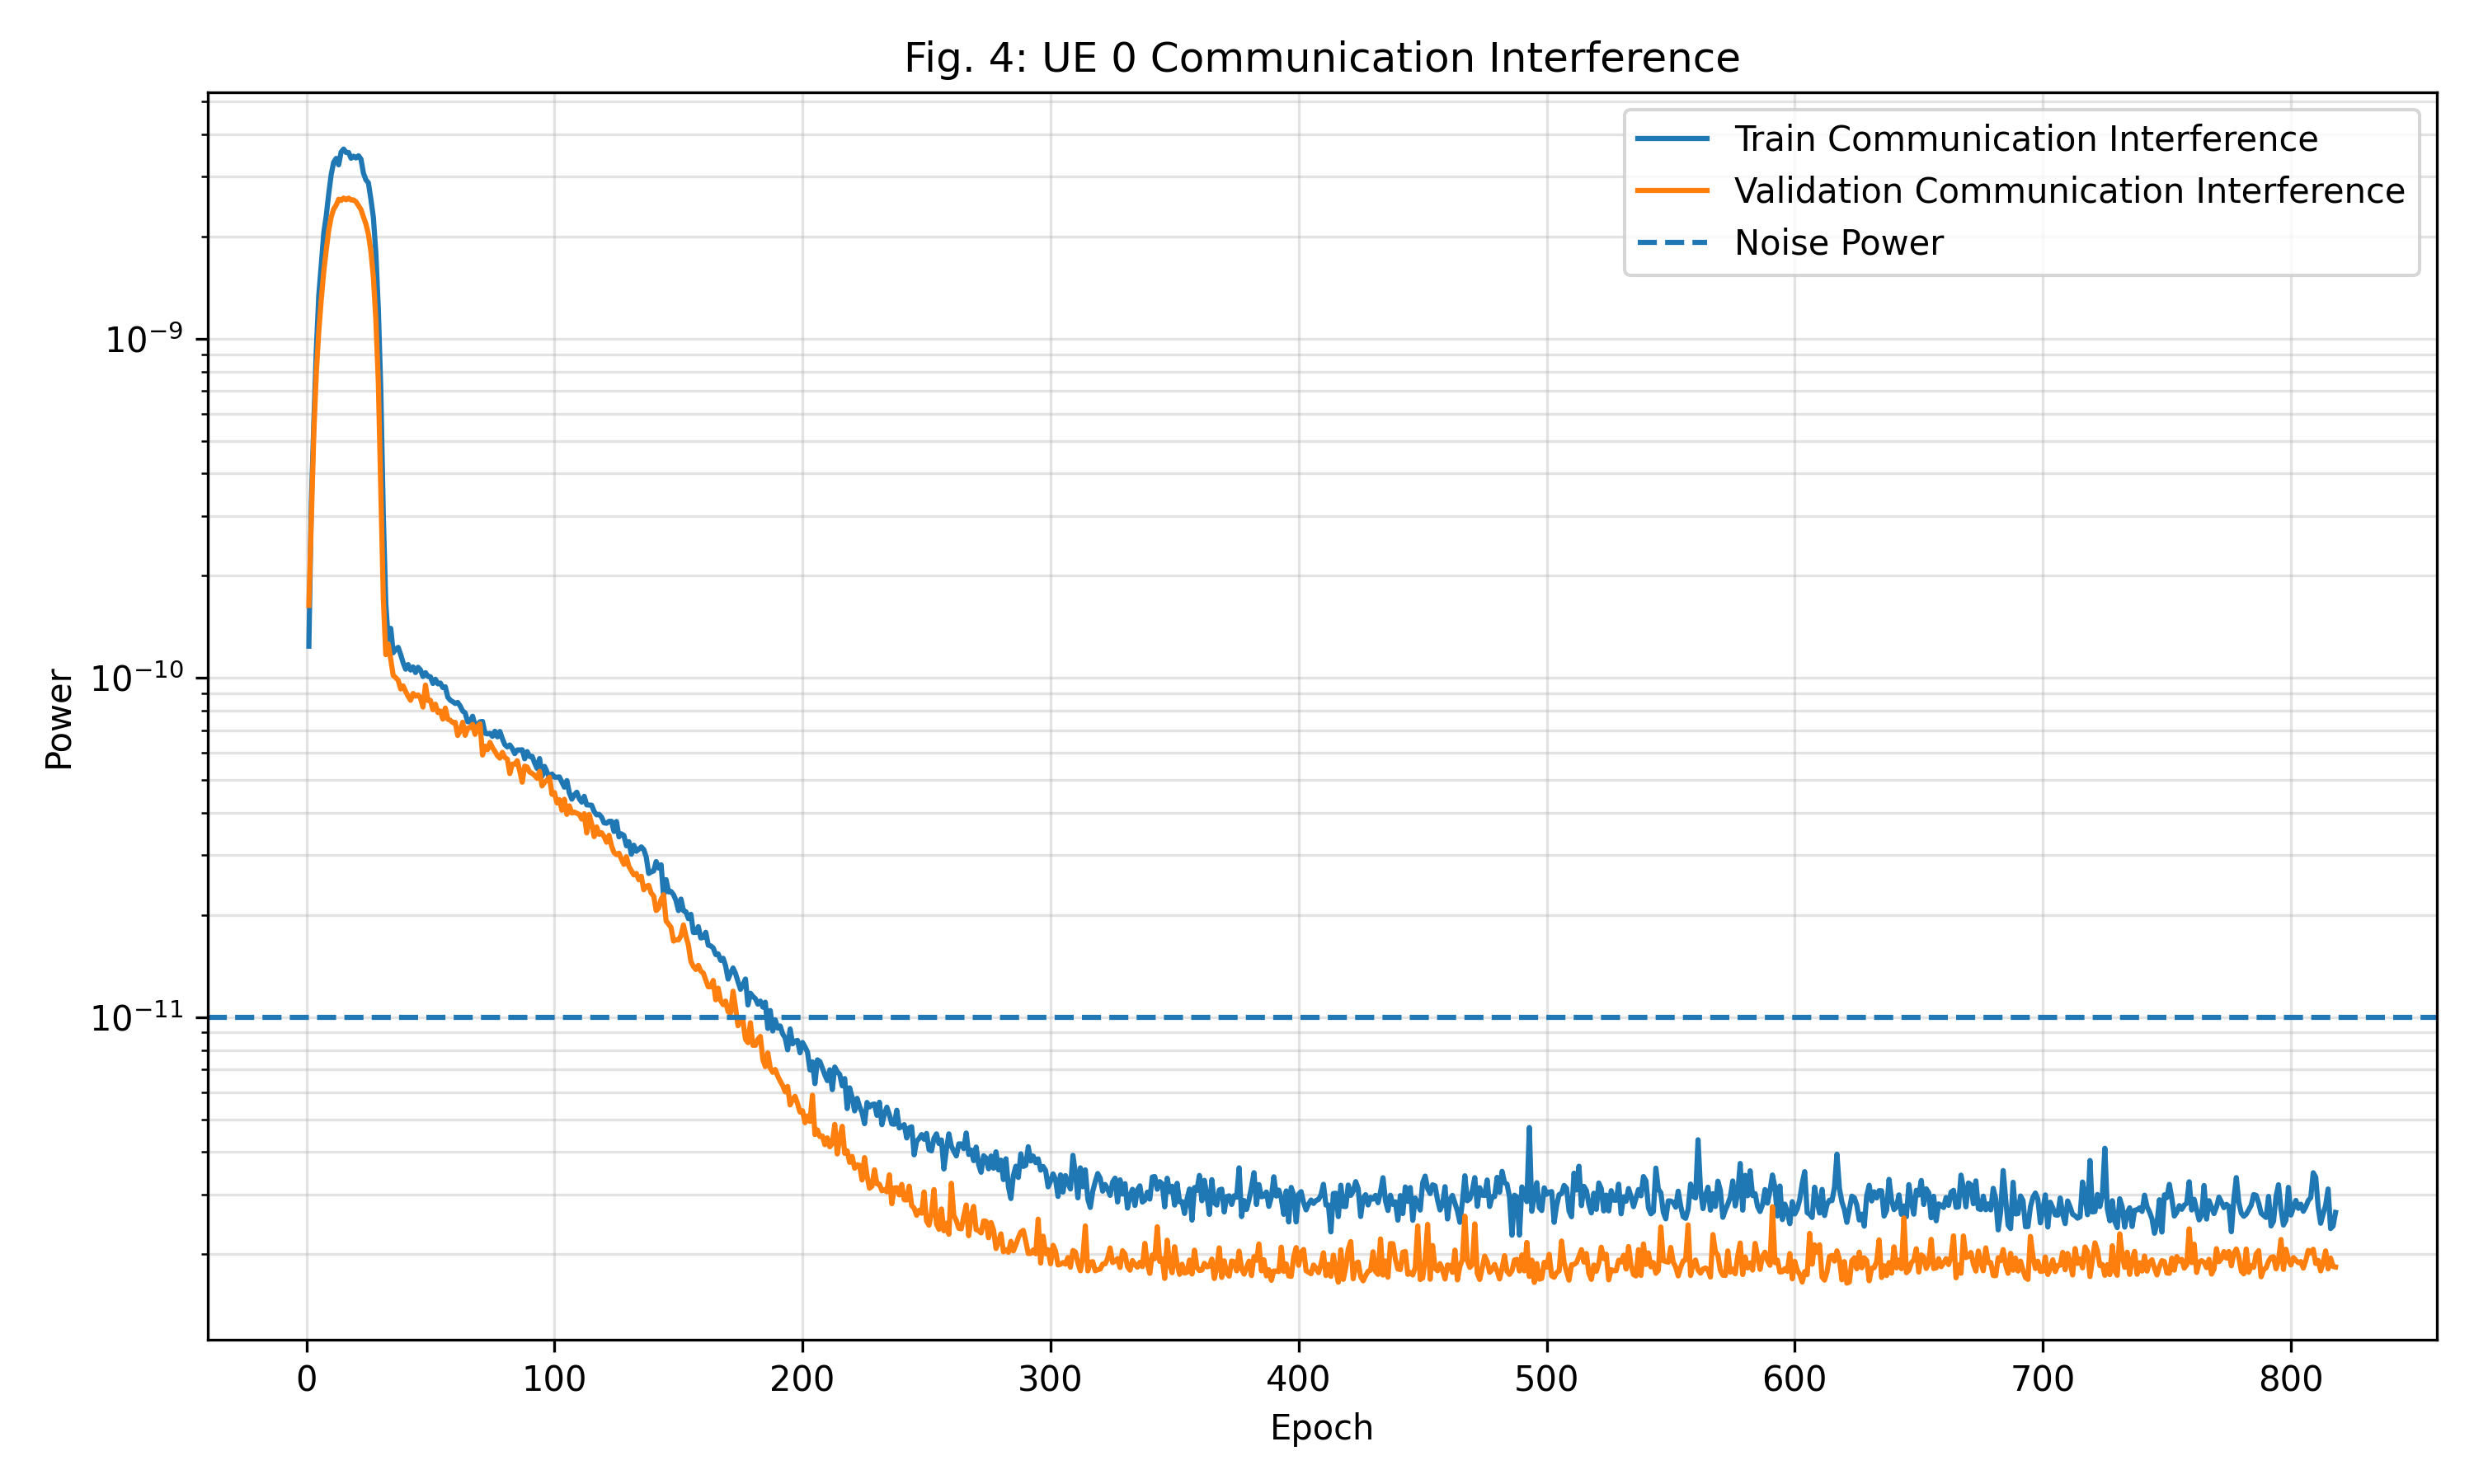 Fig. 4: UE 0 Communication Interference
Train Communication Interference
Validation Communication Interference
Noise Power
10⁻⁹
10⁻¹⁰
10⁻¹¹
Power
0 100 200 300 400 500 600 700 800
Epoch